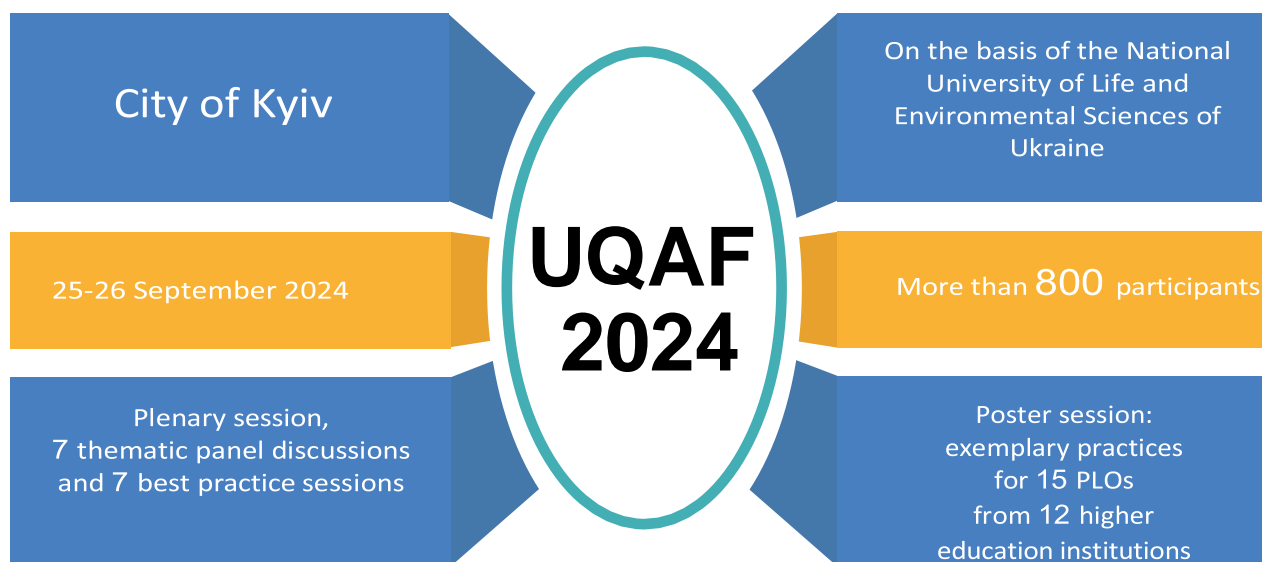 City of Kyiv
On the basis of the National
University of Life and
Environmental Sciences of
Ukraine
UQAF
2024
25-26 September 2024
More than 800 participants
Plenary session,
7 thematic panel discussions
and 7 best practice sessions
Poster session:
exemplary practices
for 15 PLOs
from 12 higher
education institutions